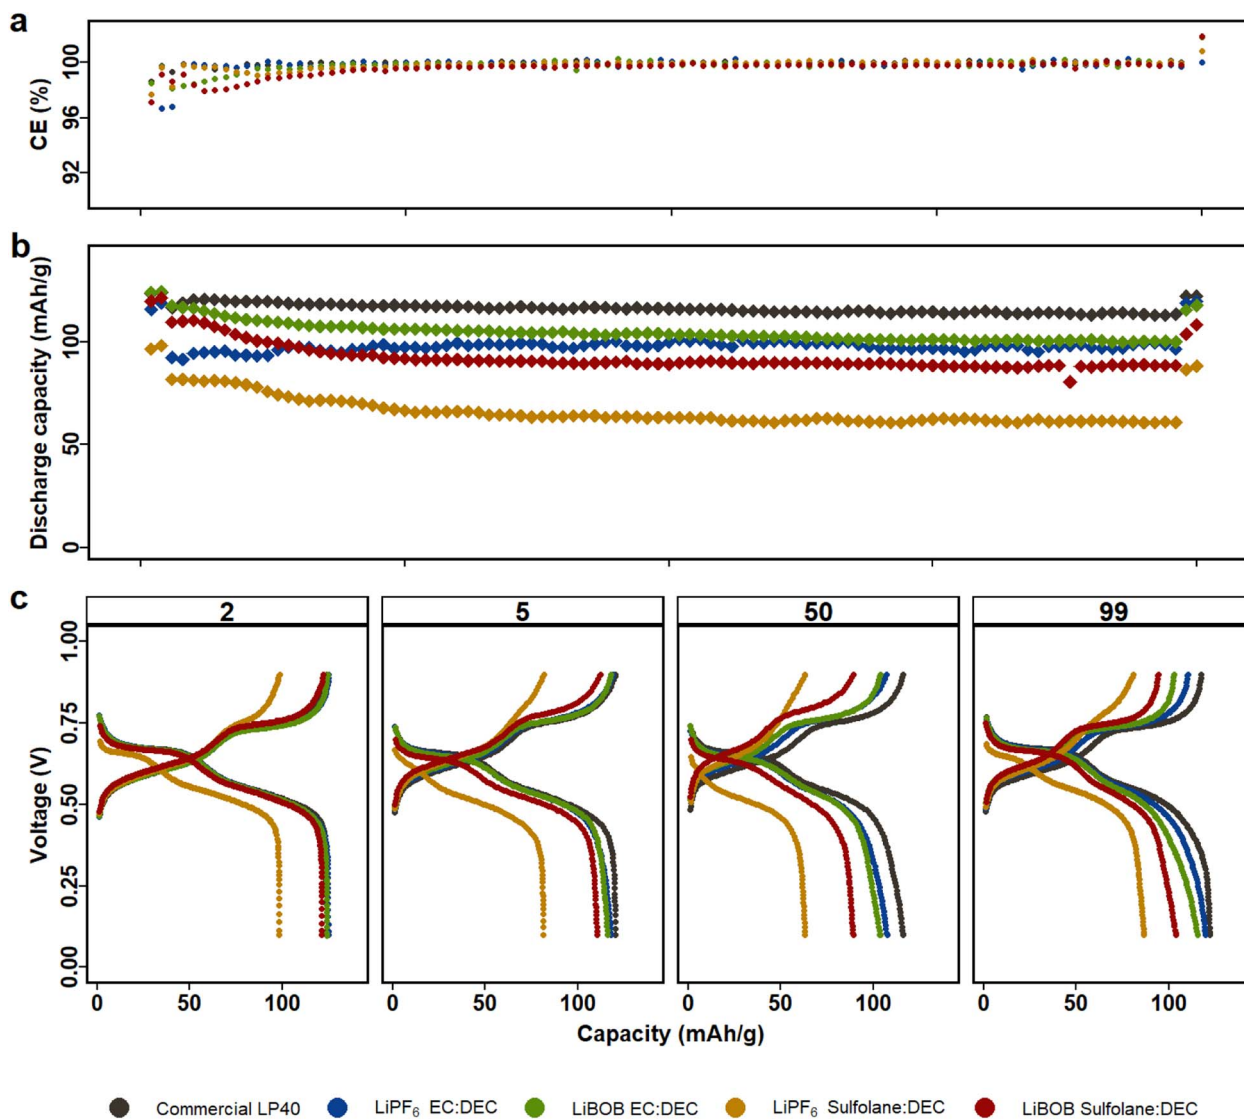 a
CE (%)
100
96
92
b
Discharge capacity (mAh/g)
100
50
0
c
2 5 50 99
Voltage (V)
1.00
0.75
0.50
0.25
0.00
0 50 100 0 50 100 0 50 100 0 50 100
Capacity (mAh/g)
Commercial LP40 LiPF₆ EC:DEC LiBOB EC:DEC LiPF₆ Sulfolane:DEC LiBOB Sulfolane:DEC